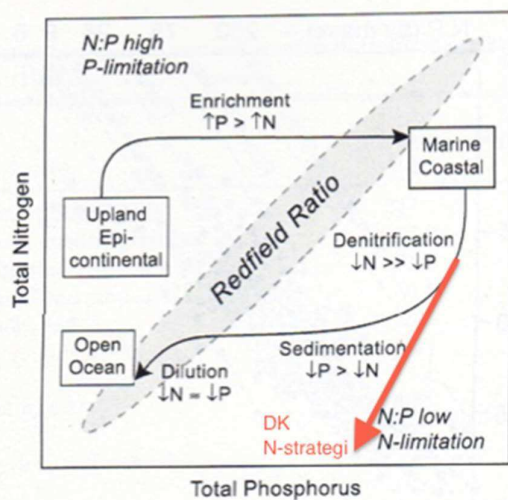 N:P high
P-limitation
Enrichment
↑P > ↑N
Marine
Coastal
Upland
Epi-
continental
Redfield Ratio
Denitrification
↓N >> ↓P
Open
Ocean
Sedimentation
↓P > ↓N
Dilution
↓N = ↓P
DK
N-strategi
N:P low
N-limitation
Total Nitrogen
Total Phosphorus